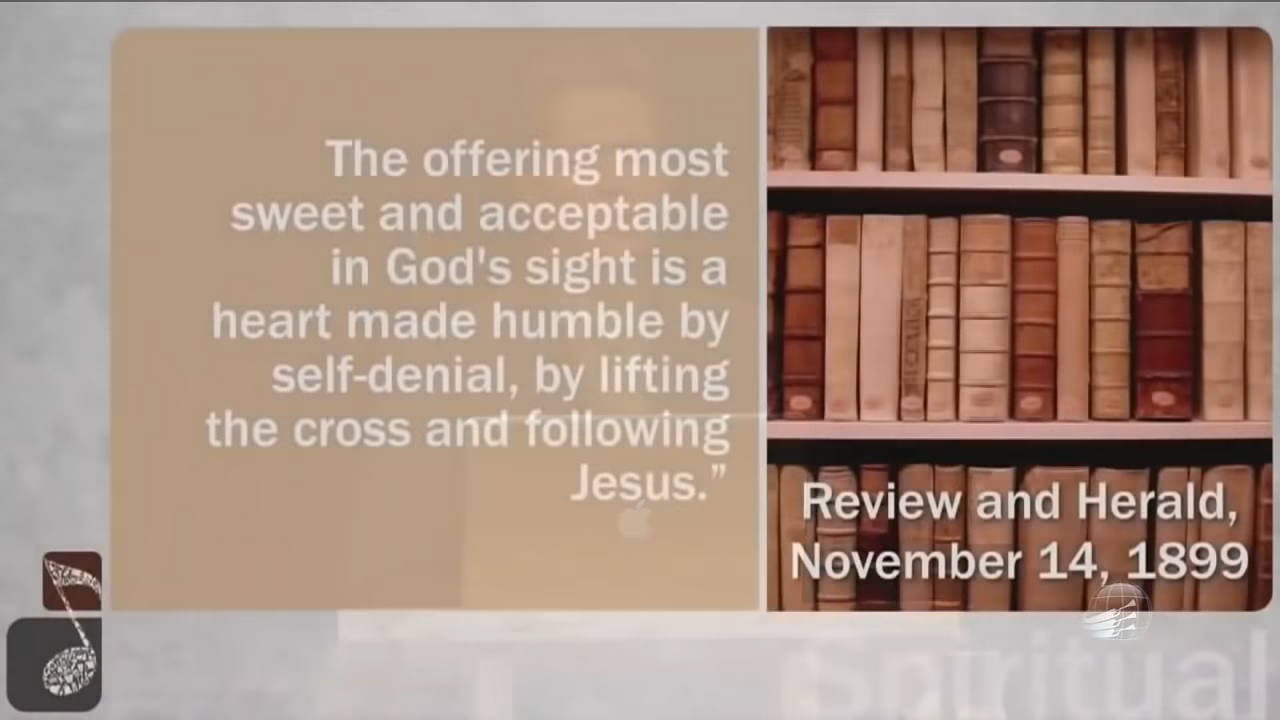 The offering most
sweet and acceptable
in God's sight is a
heart made humble by
self-denial, by lifting
the cross and following
Jesus.”
Review and Herald,
November 14, 1899
Spiritual